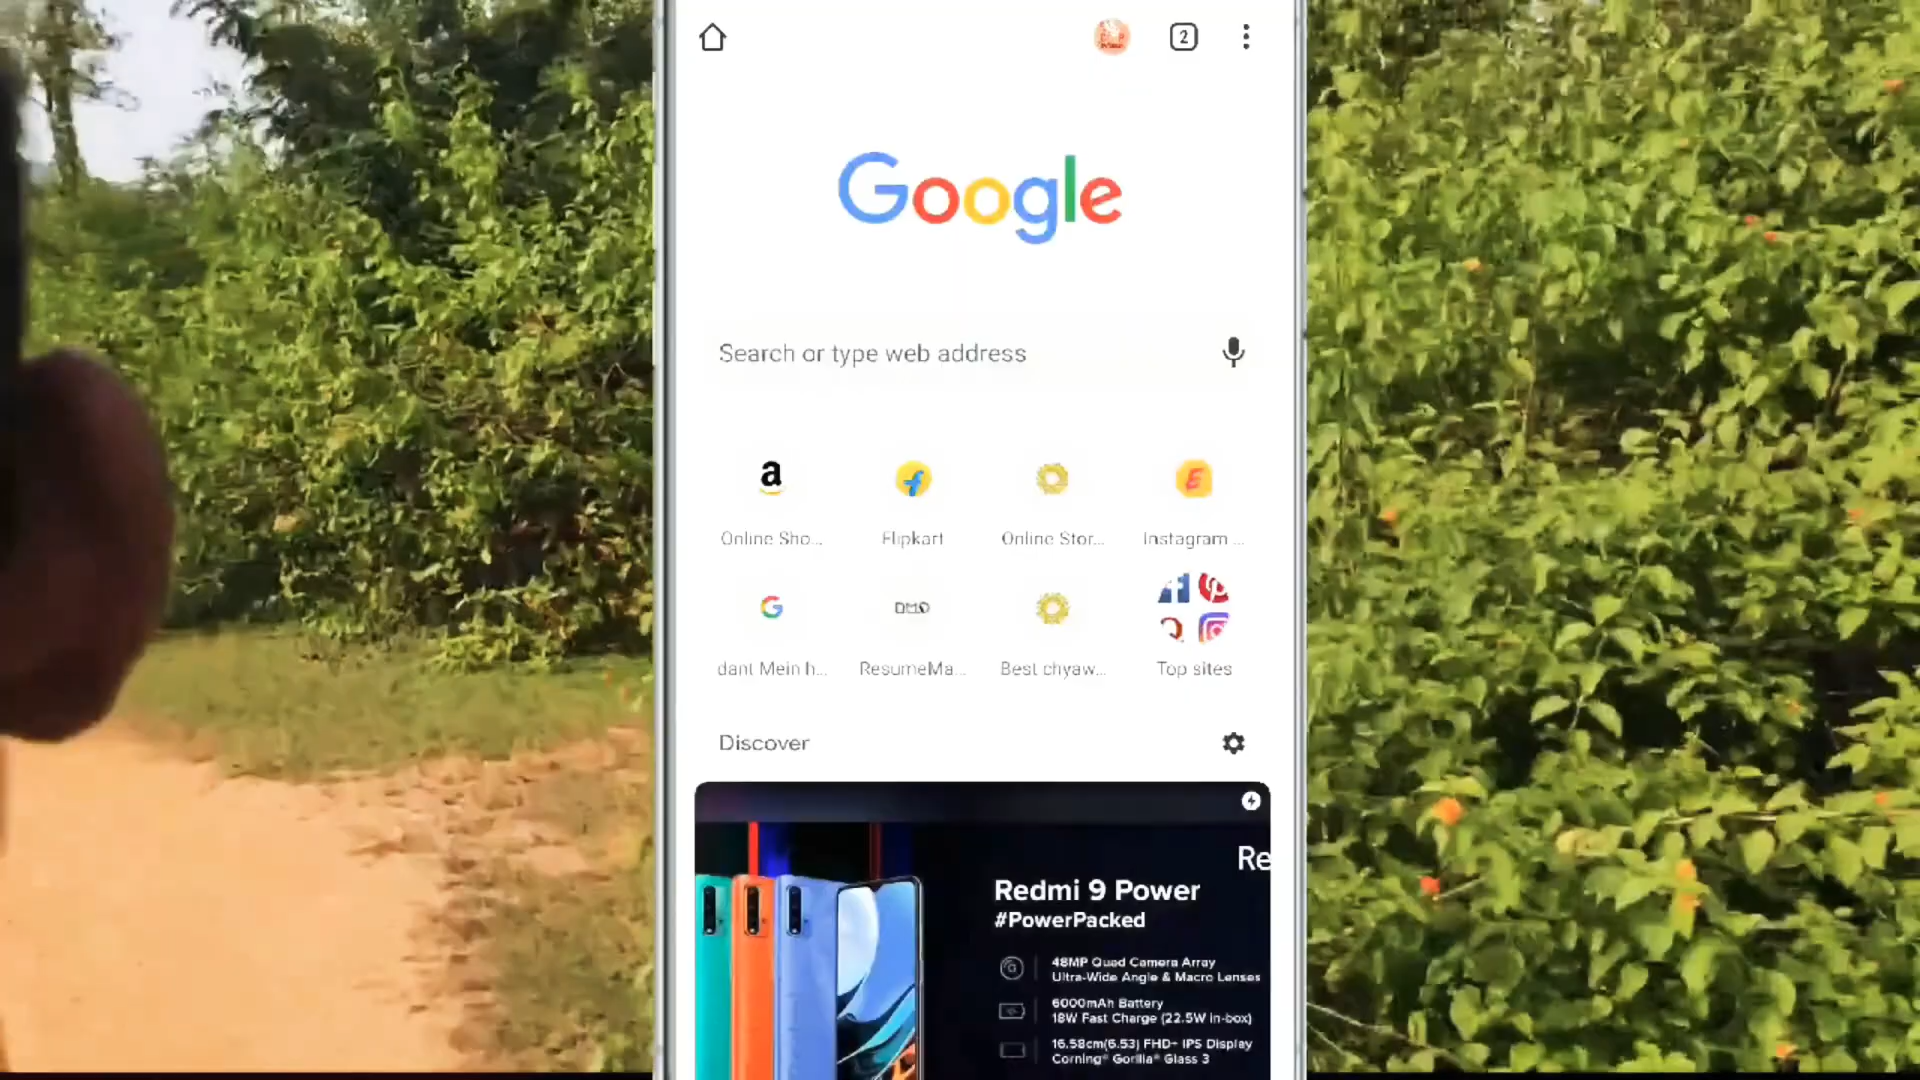 2
Google
Search or type web address
a
Online Sho...
Flipkart
Online Stor...
Instagram ...
G
dant Mein h...
ResumeMa...
Best chyaw...
Top sites
Discover
Re
Redmi 9 Power
#PowerPacked
48MP Quad Camera Array
Ultra-Wide Angle & Macro Lenses
6000mAh Battery
18W Fast Charge (22.5W in-box)
16.58cm(6.53) FHD+ IPS Display
Corning® Gorilla® Glass 3